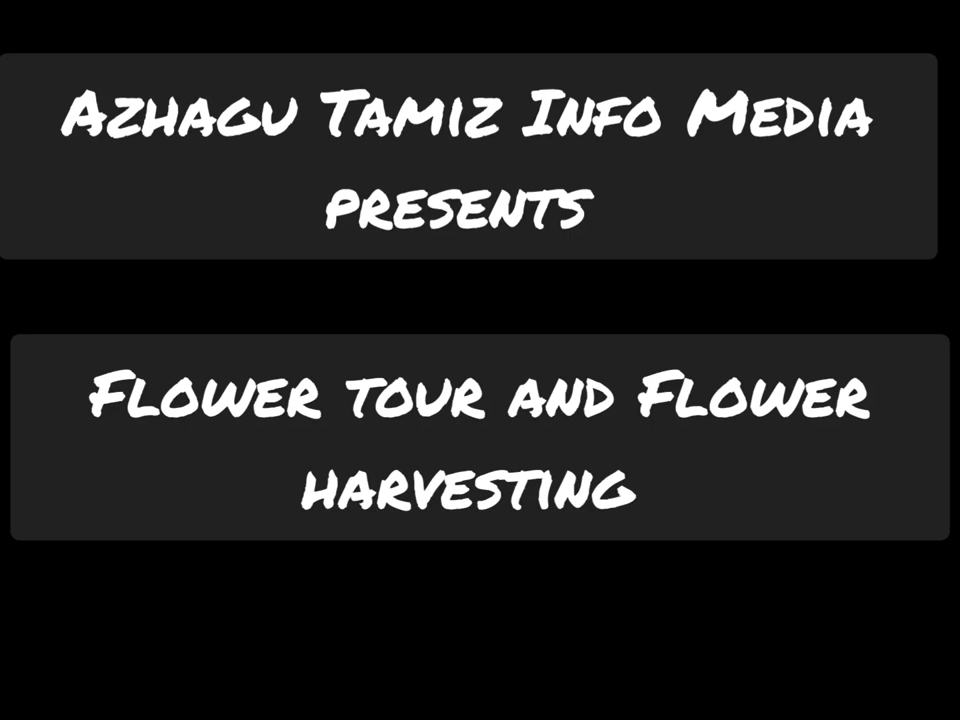 Azhagu Tamiz Info Media
presents
Flower tour and Flower
harvesting